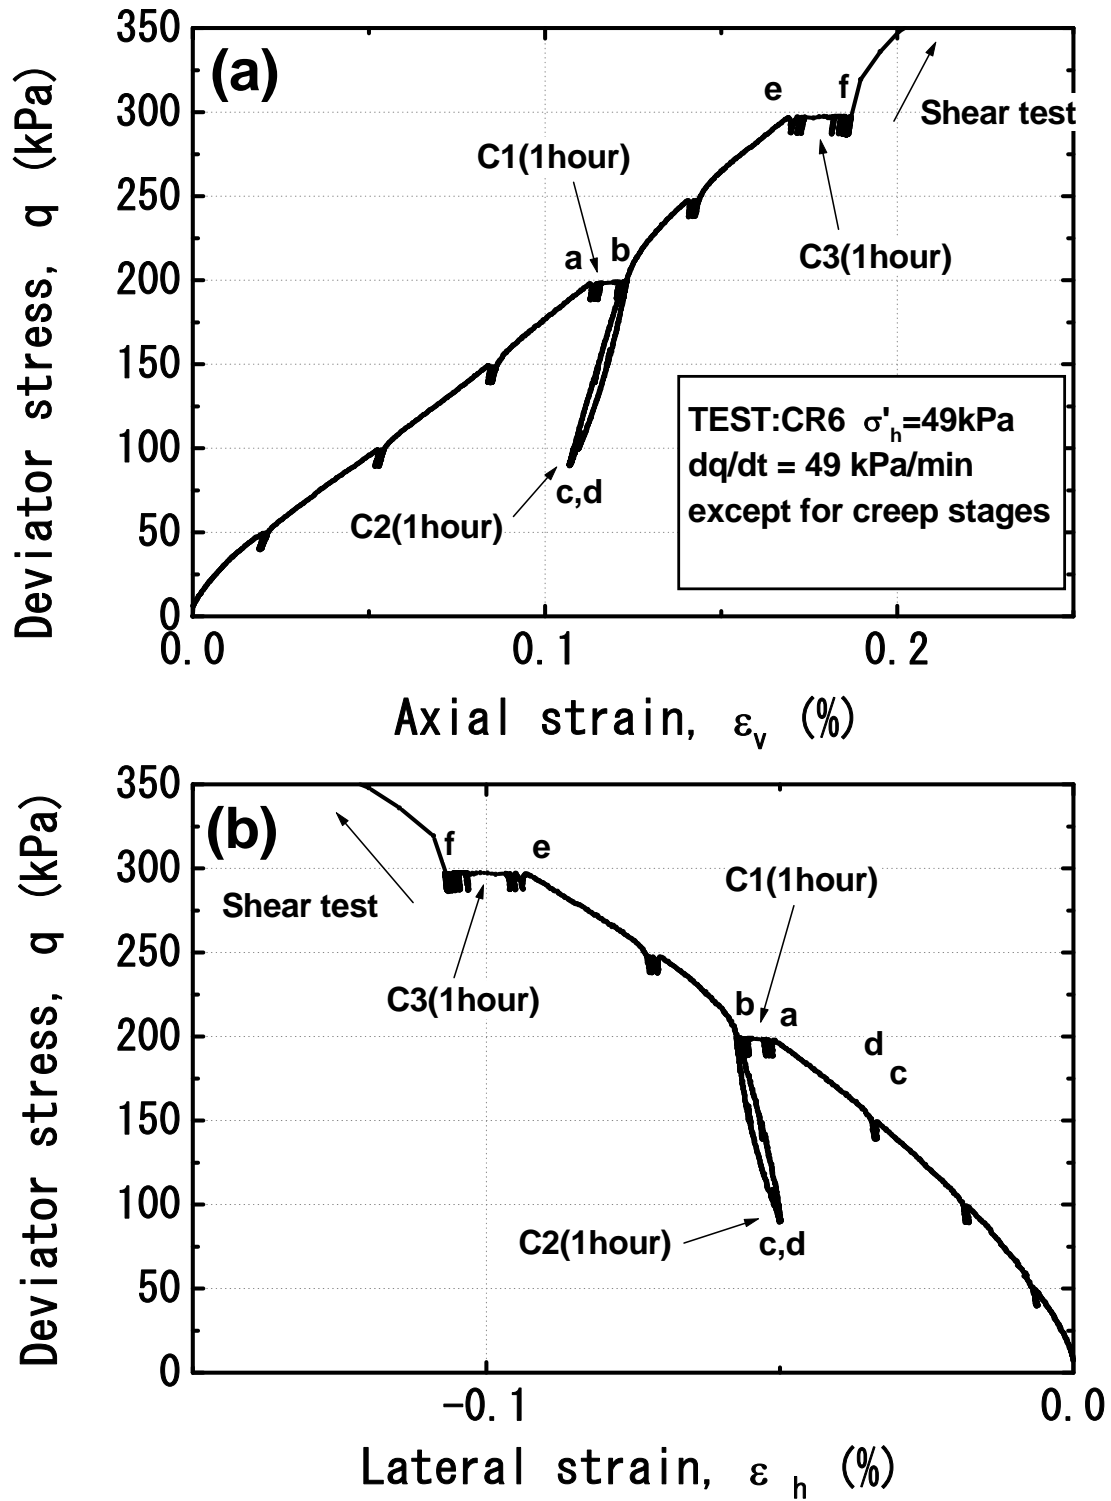 350
(a)
e
f
300
Shear test
C1(1hour)
250
a
b
C3(1hour)
200
150
TEST:CR6 σ'h=49kPa
dq/dt = 49 kPa/min
except for creep stages
100
c,d
C2(1hour)
50
0
0.0
0.1
0.2
Deviator stress, q (kPa)
Axial strain, εv (%)
350
(b)
f
e
300
C1(1hour)
Shear test
250
C3(1hour)
b
a
200
d
c
150
100
C2(1hour)
c,d
50
0
-0.1
0.0
Deviator stress, q (kPa)
Lateral strain, ε h (%)